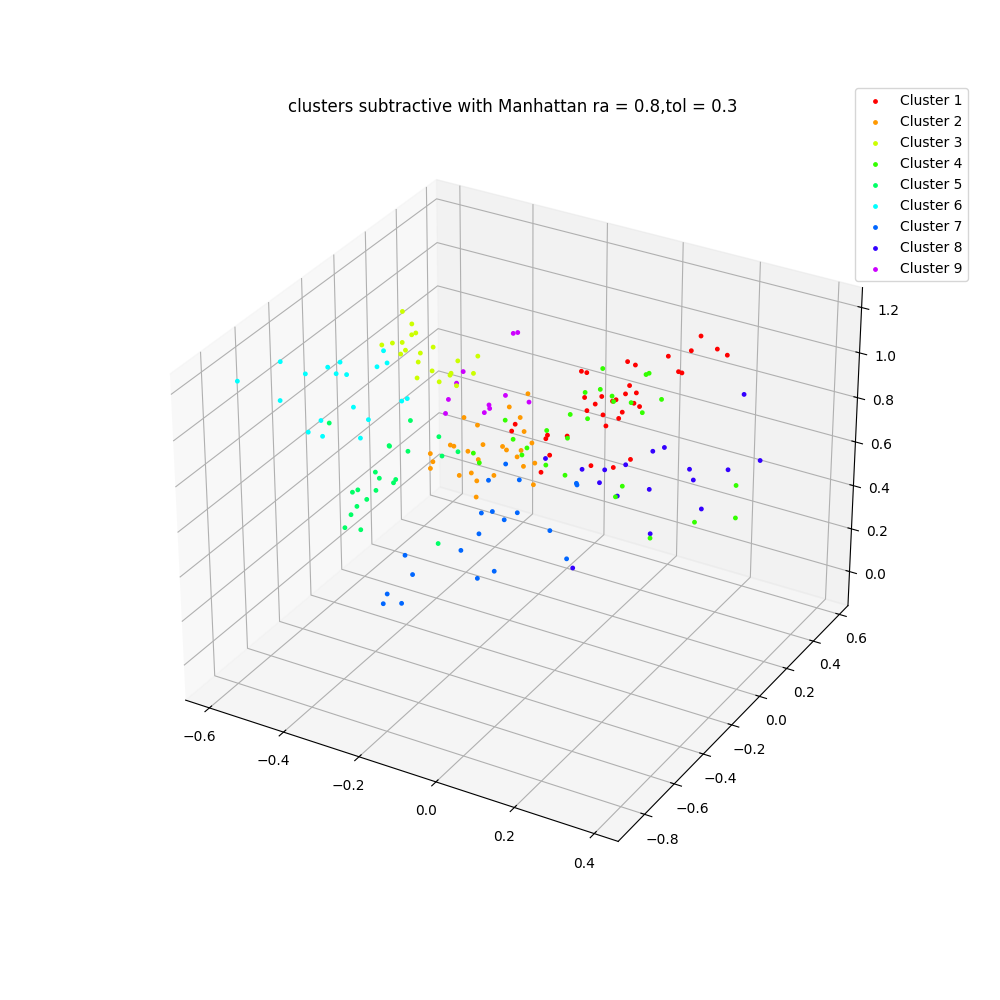 clusters subtractive with Manhattan ra = 0.8,tol = 0.3
Cluster 1
Cluster 2
Cluster 3
Cluster 4
Cluster 5
Cluster 6
Cluster 7
Cluster 8
Cluster 9
1.2
1.0
0.8
0.6
0.4
0.2
0.0
0.6
0.4
0.2
0.0
−0.2
−0.4
−0.6
−0.8
−0.6
−0.4
−0.2
0.0
0.2
0.4